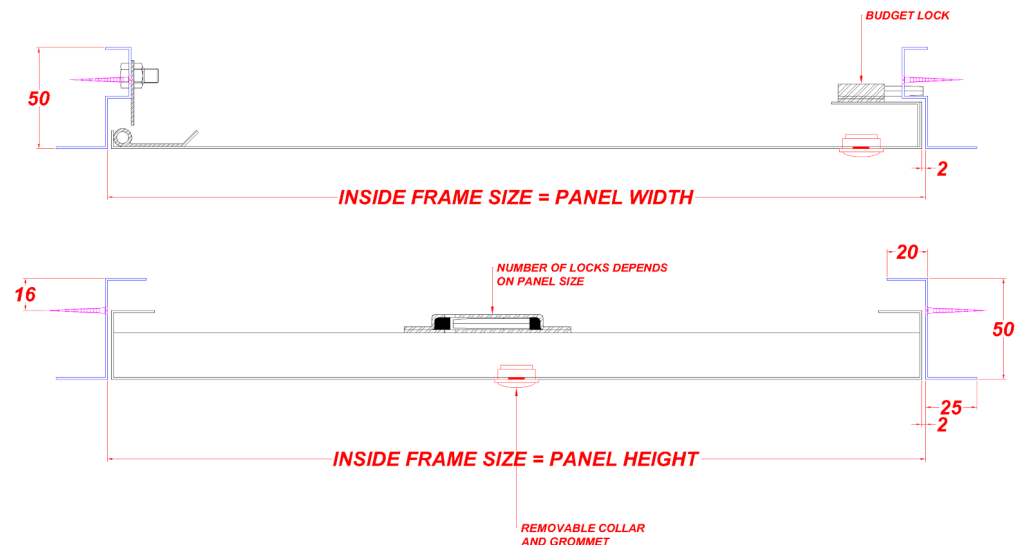 BUDGET LOCK
50
2
INSIDE FRAME SIZE = PANEL WIDTH
20
NUMBER OF LOCKS DEPENDS
ON PANEL SIZE
16
50
25
2
INSIDE FRAME SIZE = PANEL HEIGHT
REMOVABLE COLLAR
AND GROMMET